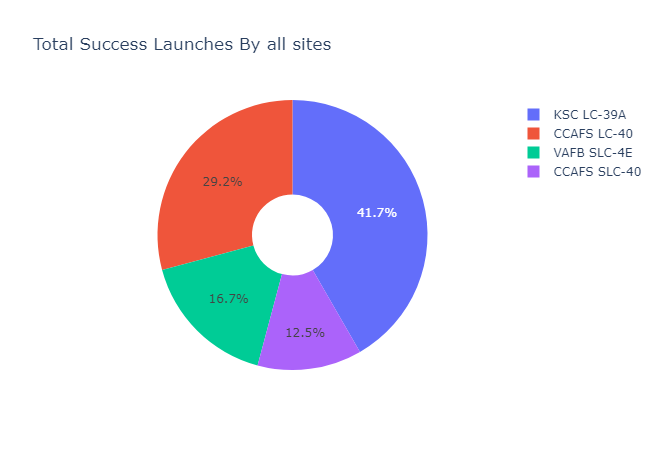 Total Success Launches By all sites
KSC LC-39A
CCAFS LC-40
VAFB SLC-4E
CCAFS SLC-40
29.2%
41.7%
16.7%
12.5%